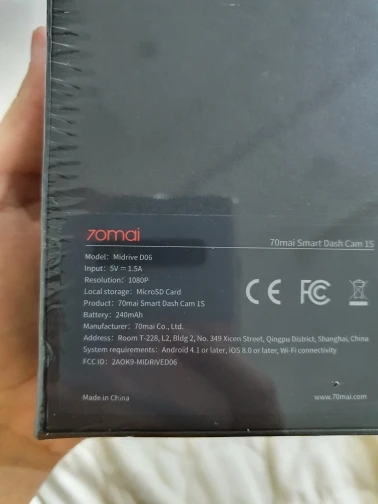 70mai
70mai Smart Dash Cam 1S
Model: Midrive D06
Input: 5V = 1.5A
Resolution: 1080P
Local storage: MicroSD Card
Product: 70mai Smart Dash Cam 1S
Battery: 240mAh
Manufacturer: 70mai Co., Ltd.
Address: Room T-228, L2, Bldg 2, No. 349 Xicen Street, Qingpu District, Shanghai, China
System requirements: Android 4.1 or later, iOS 8.0 or later, Wi-Fi connectivity
FCC ID: 2AOK9-MIDRIVED06
CE FC
Made in China
www.70mai.com